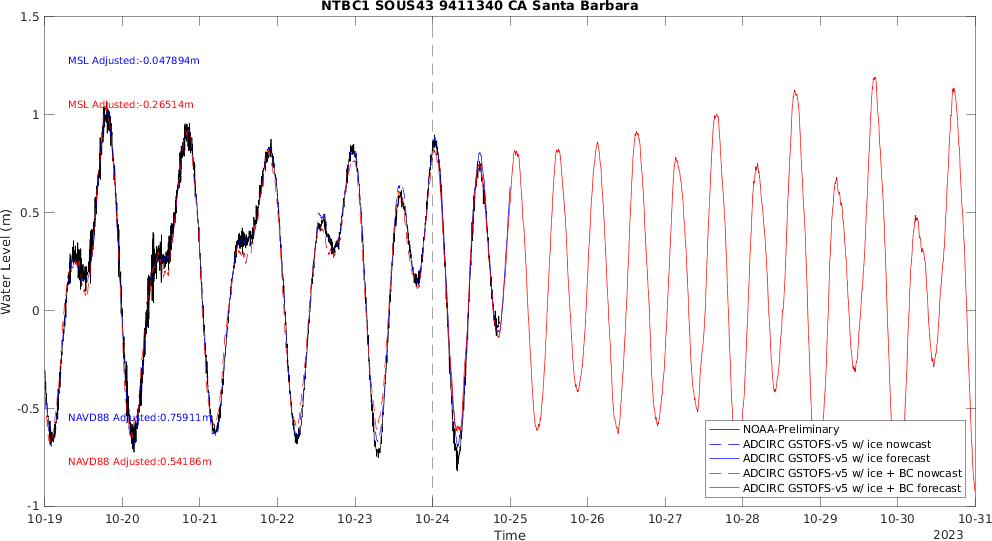 NTBC1 SOUS43 9411340 CA Santa Barbara
1.5
MSL Adjusted:-0.047894m
MSL Adjusted:-0.26514m
1
0.5
Water Level (m)
0
-0.5
NAVD88 Adjusted:0.75911m
NAVD88 Adjusted:0.54186m
NOAA-Preliminary
ADCIRC GSTOFS-v5 w/ ice nowcast
ADCIRC GSTOFS-v5 w/ ice forecast
ADCIRC GSTOFS-v5 w/ ice + BC nowcast
ADCIRC GSTOFS-v5 w/ ice + BC forecast
-1
10-19 10-20 10-21 10-22 10-23 10-24 10-25 10-26 10-27 10-28 10-29 10-30 10-31
Time
2023